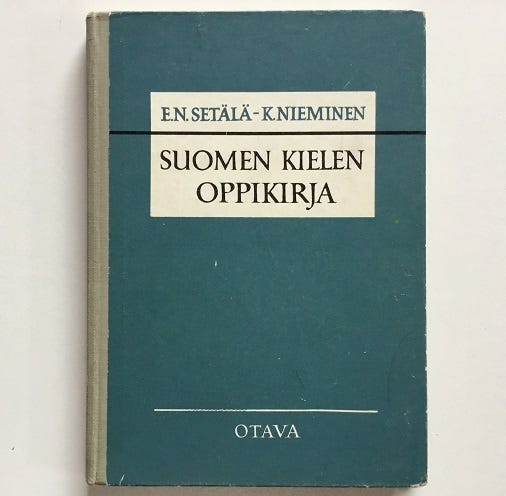 E.N. SETÄLÄ - K. NIEMINEN
SUOMEN KIELEN
OPPIKIRJA
OTAVA